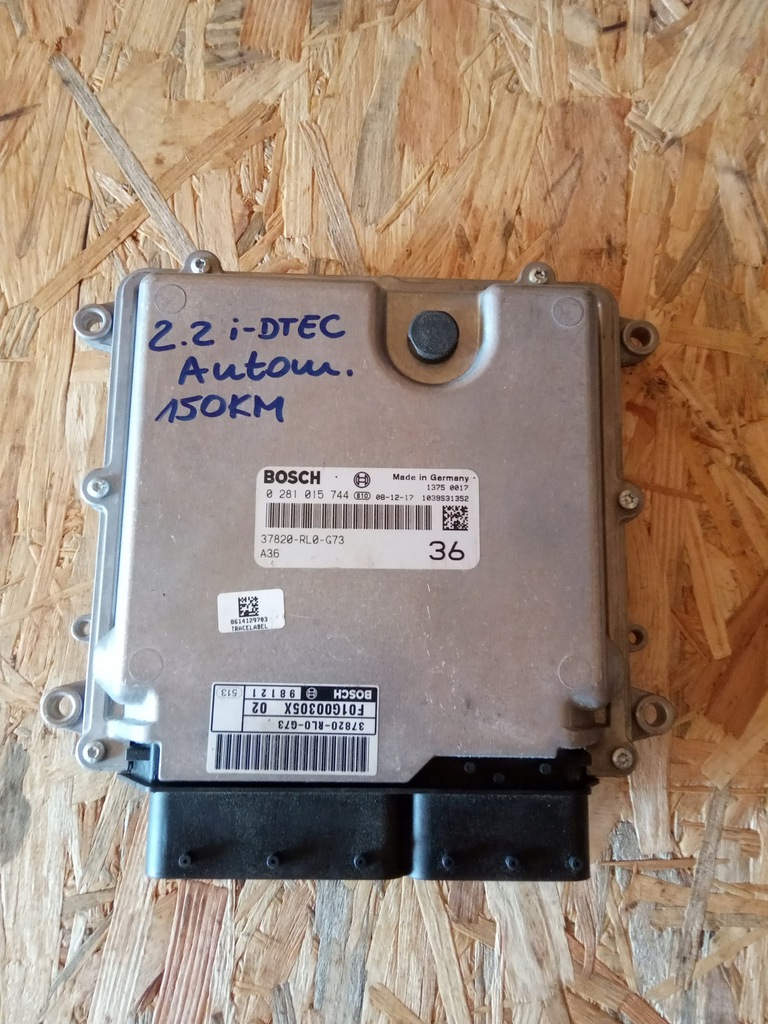 2.2 i-DTEC
Autom.
150KM
BOSCH Made in Germany
1375 0017
0 281 015 744 810 08-12-17 1039S31352
37820-RL0-G73
A36 36
8614129703
TRACELABEL
37820-RL0-G73
F01G00305X 02
BOSCH 98121 513